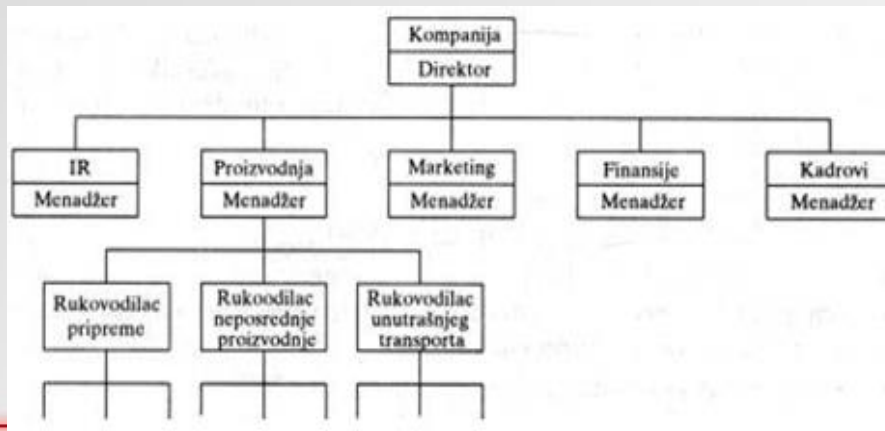 Kompanija
Direktor
IR
Menadžer
Proizvodnja
Menadžer
Marketing
Menadžer
Finansije
Menadžer
Kadrovi
Menadžer
Rukovodilac
pripreme
Rukoodilac
neposrednje
proizvodnje
Rukovodilac
unutrašnjeg
transporta